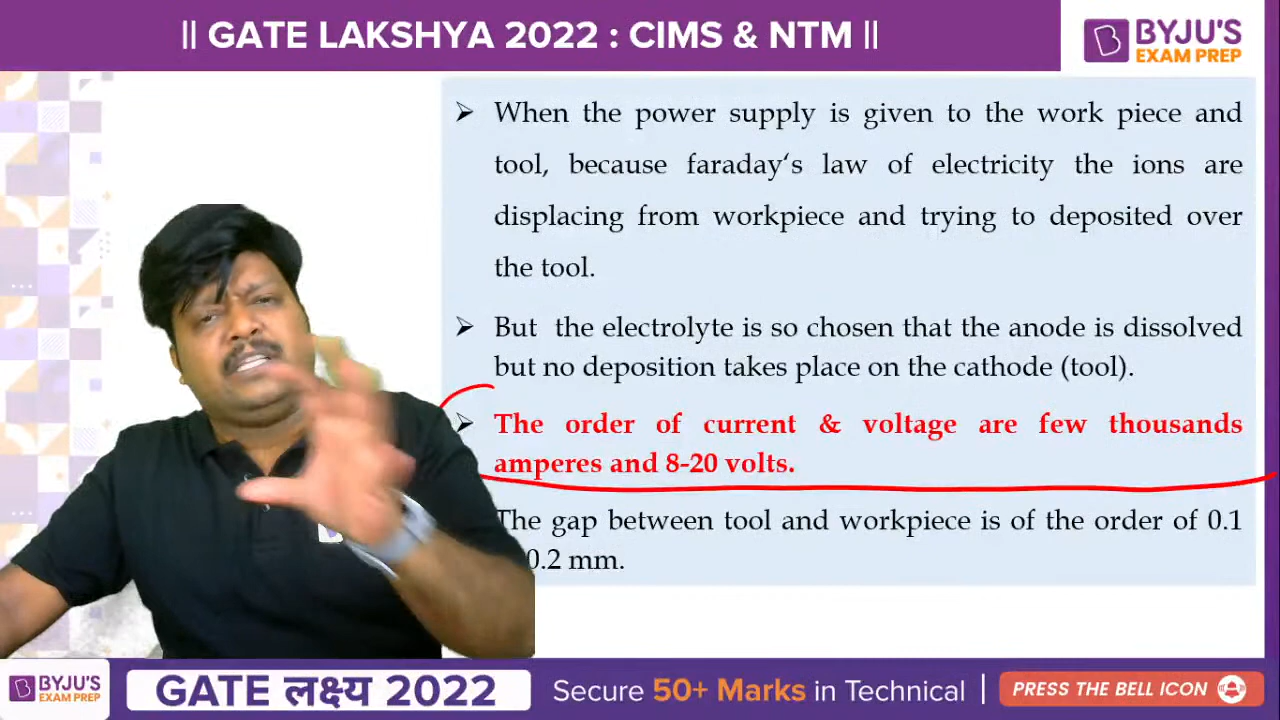 || GATE LAKSHYA 2022 : CIMS & NTM ||
BYJU'S
EXAM PREP
➢ When the power supply is given to the work piece and
tool, because faraday‘s law of electricity the ions are
displacing from workpiece and trying to deposited over
the tool.
➢ But the electrolyte is so chosen that the anode is dissolved
but no deposition takes place on the cathode (tool).
➢ The order of current & voltage are few thousands
amperes and 8-20 volts.
The gap between tool and workpiece is of the order of 0.1
0.2 mm.
BYJU'S
EXAM PREP
GATE लक्ष्य 2022
Secure 50+ Marks in Technical
PRESS THE BELL ICON